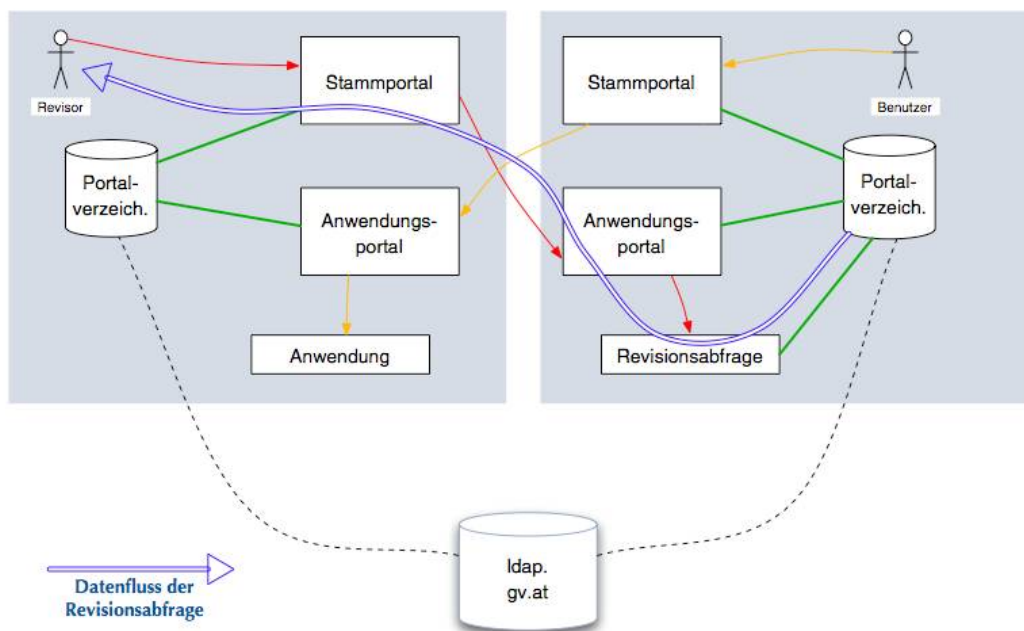 Revisor
Stammportal
Stammportal
Benutzer
Portal-
verzeich.
Anwendungs-
portal
Anwendungs-
portal
Portal-
verzeich.
Anwendung
Revisionsabfrage
ldap.
gv.at
Datenfluss der
Revisionsabfrage